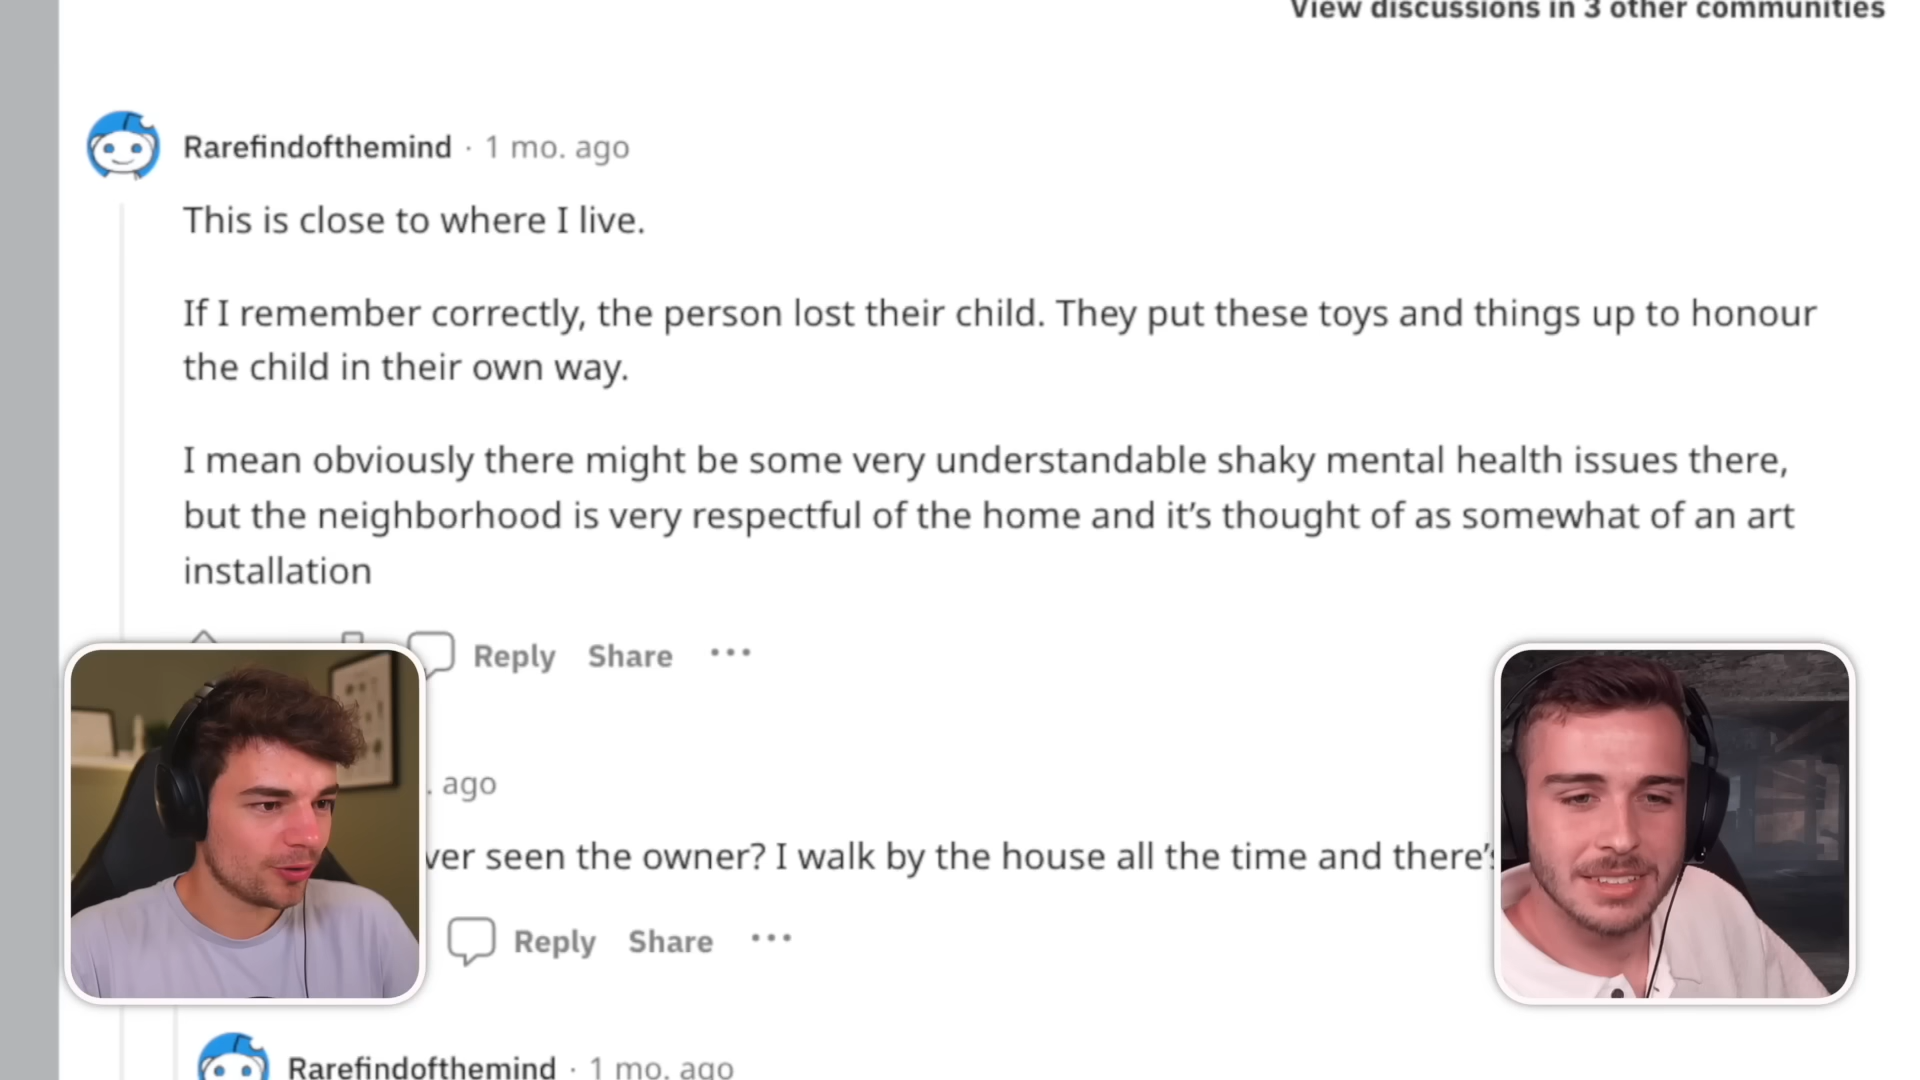 View discussions in 3 other communities
Rarefindofthemind · 1 mo. ago
This is close to where I live.
If I remember correctly, the person lost their child. They put these toys and things up to honour
the child in their own way.
I mean obviously there might be some very understandable shaky mental health issues there,
but the neighborhood is very respectful of the home and it’s thought of as somewhat of an art
installation
Reply Share ···
ago
seen the owner? I walk by the house all the time and
Reply Share ···
Rarefindofthemind · 1 mo. ago